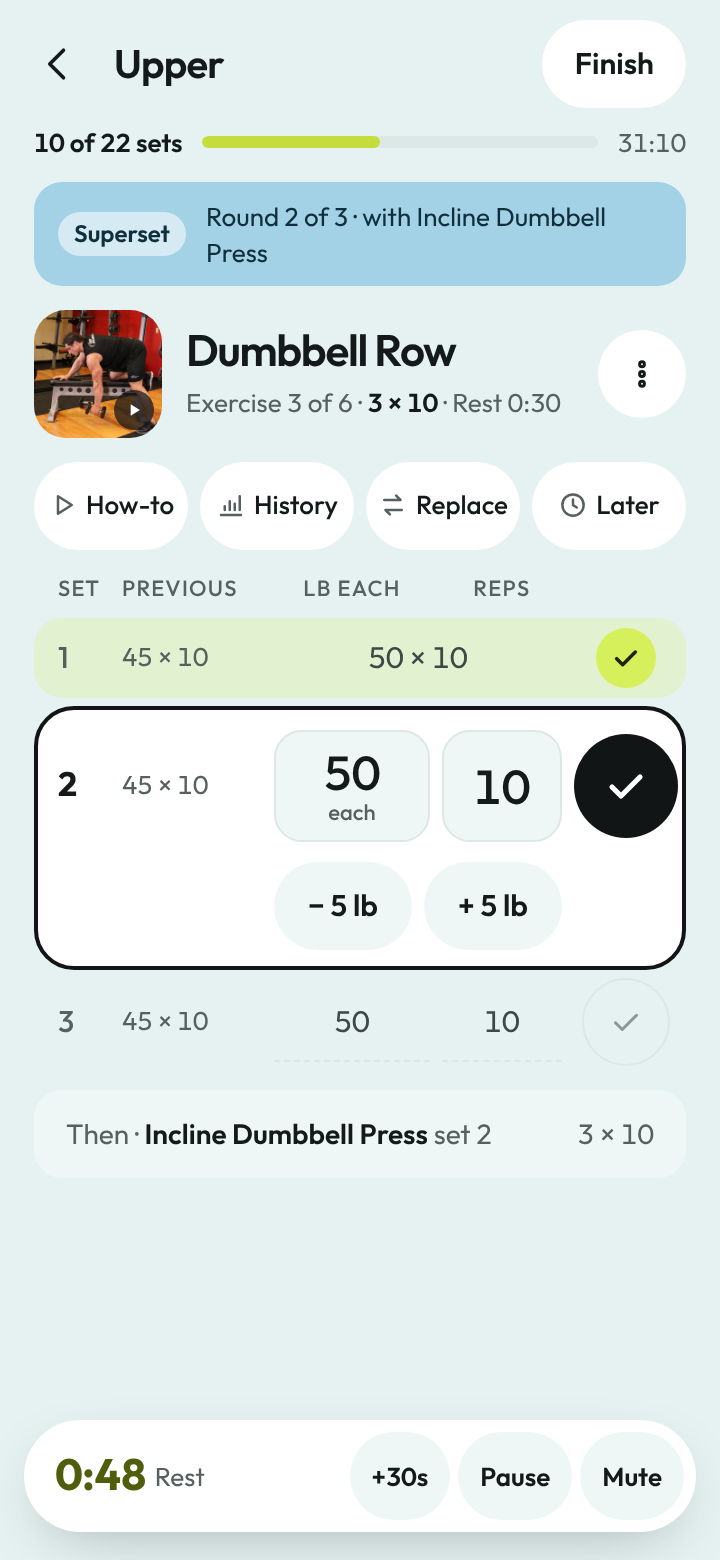 Upper
Finish
10 of 22 sets
31:10
Superset
Round 2 of 3 · with Incline Dumbbell
Press
Dumbbell Row
Exercise 3 of 6 · 3 × 10 · Rest 0:30
How-to
History
Replace
Later
SET PREVIOUS LB EACH REPS
1 45 × 10 50 × 10
2 45 × 10 50 10
each
− 5 lb + 5 lb
3 45 × 10 50 10
Then · Incline Dumbbell Press set 2 3 × 10
0:48 Rest +30s Pause Mute